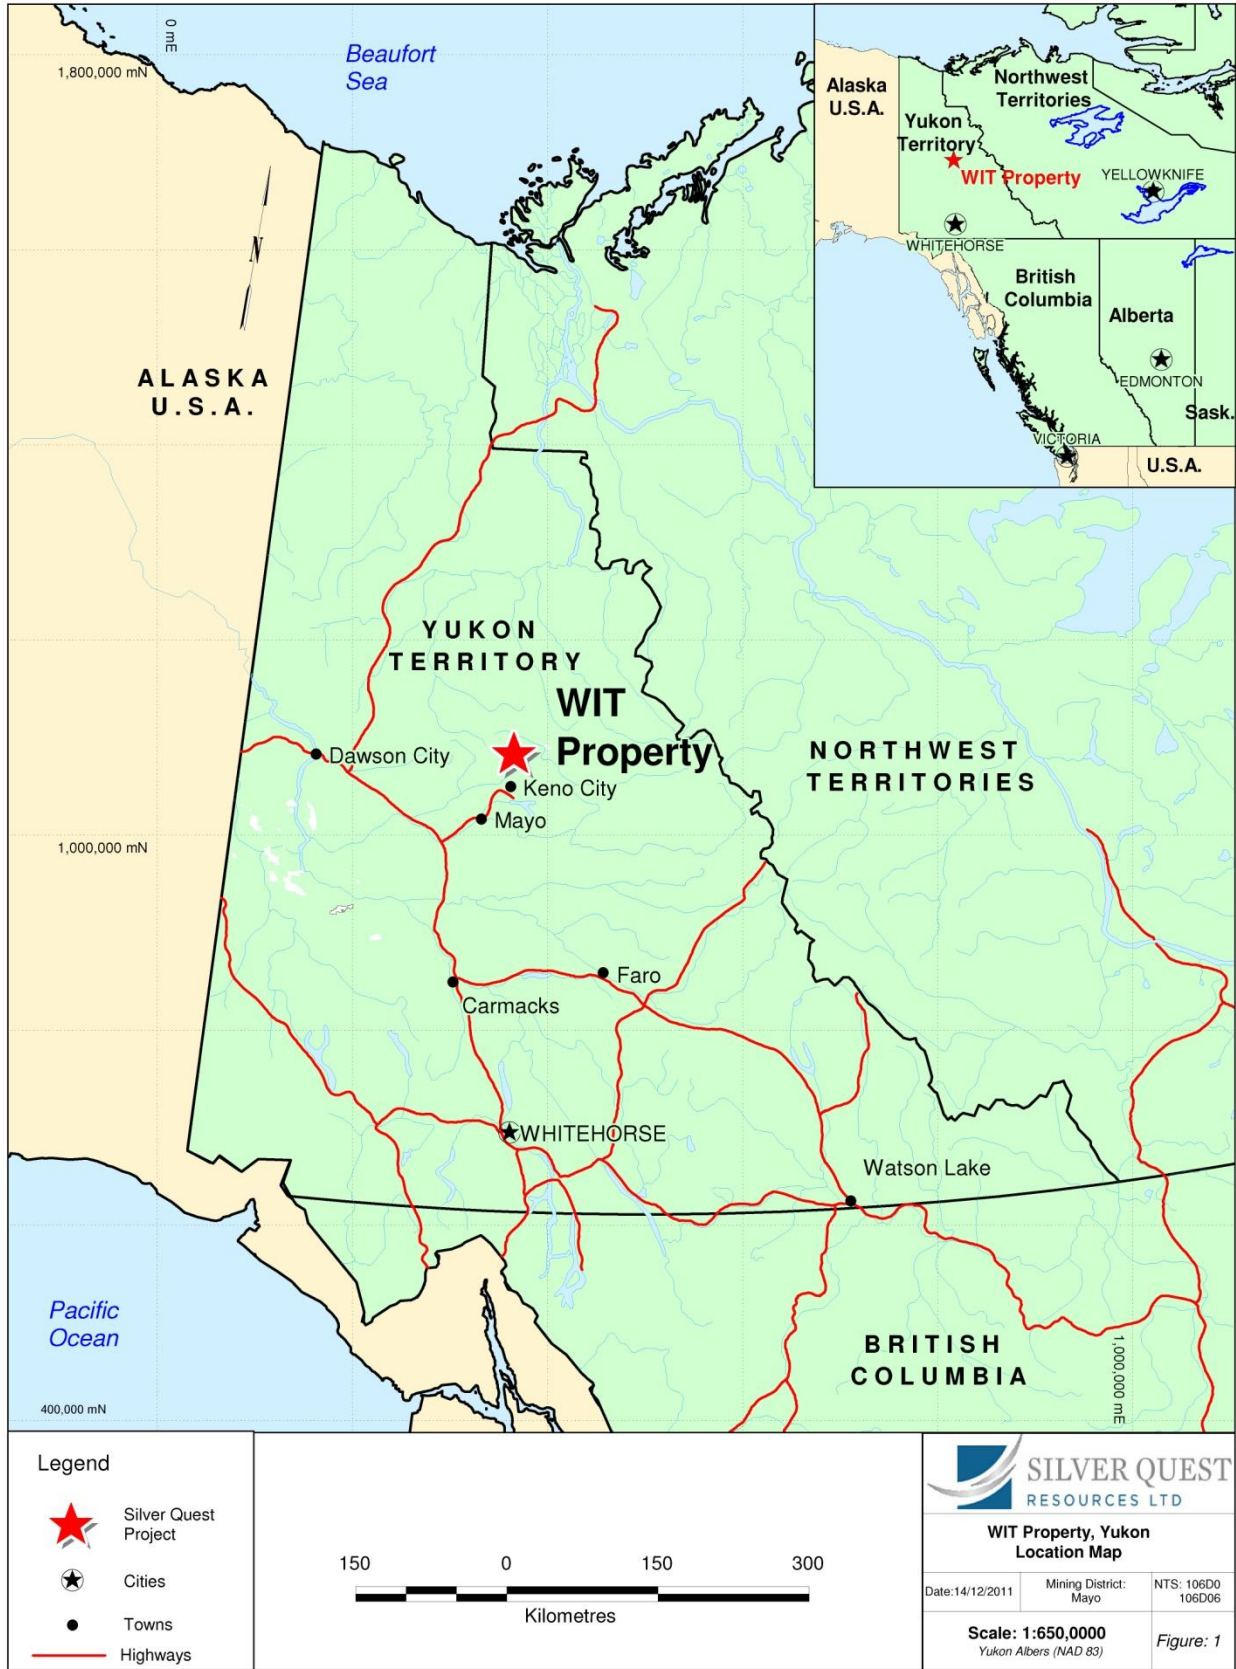 0 mE
1,800,000 mN
Beaufort
Sea
N
ALASKA
U.S.A.
YUKON
TERRITORY
WIT
Property
NORTHWEST
TERRITORIES
Dawson City
Keno City
Mayo
1,000,000 mN
Faro
Carmacks
WHITEHORSE
Watson Lake
Pacific
Ocean
BRITISH
COLUMBIA
1,000,000 mE
400,000 mN
Alaska
U.S.A.
Northwest
Territories
Yukon
Territory
WIT Property
YELLOWKNIFE
WHITEHORSE
British
Columbia
Alberta
EDMONTON
Sask.
VICTORIA
U.S.A.
Legend
Silver Quest
Project
Cities
Towns
Highways
150 0 150 300
Kilometres
SILVER QUEST
RESOURCES LTD
WIT Property, Yukon
Location Map
Date:14/12/2011
Mining District:
Mayo
NTS: 106D0
106D06
Scale: 1:650,0000
Yukon Albers (NAD 83)
Figure: 1